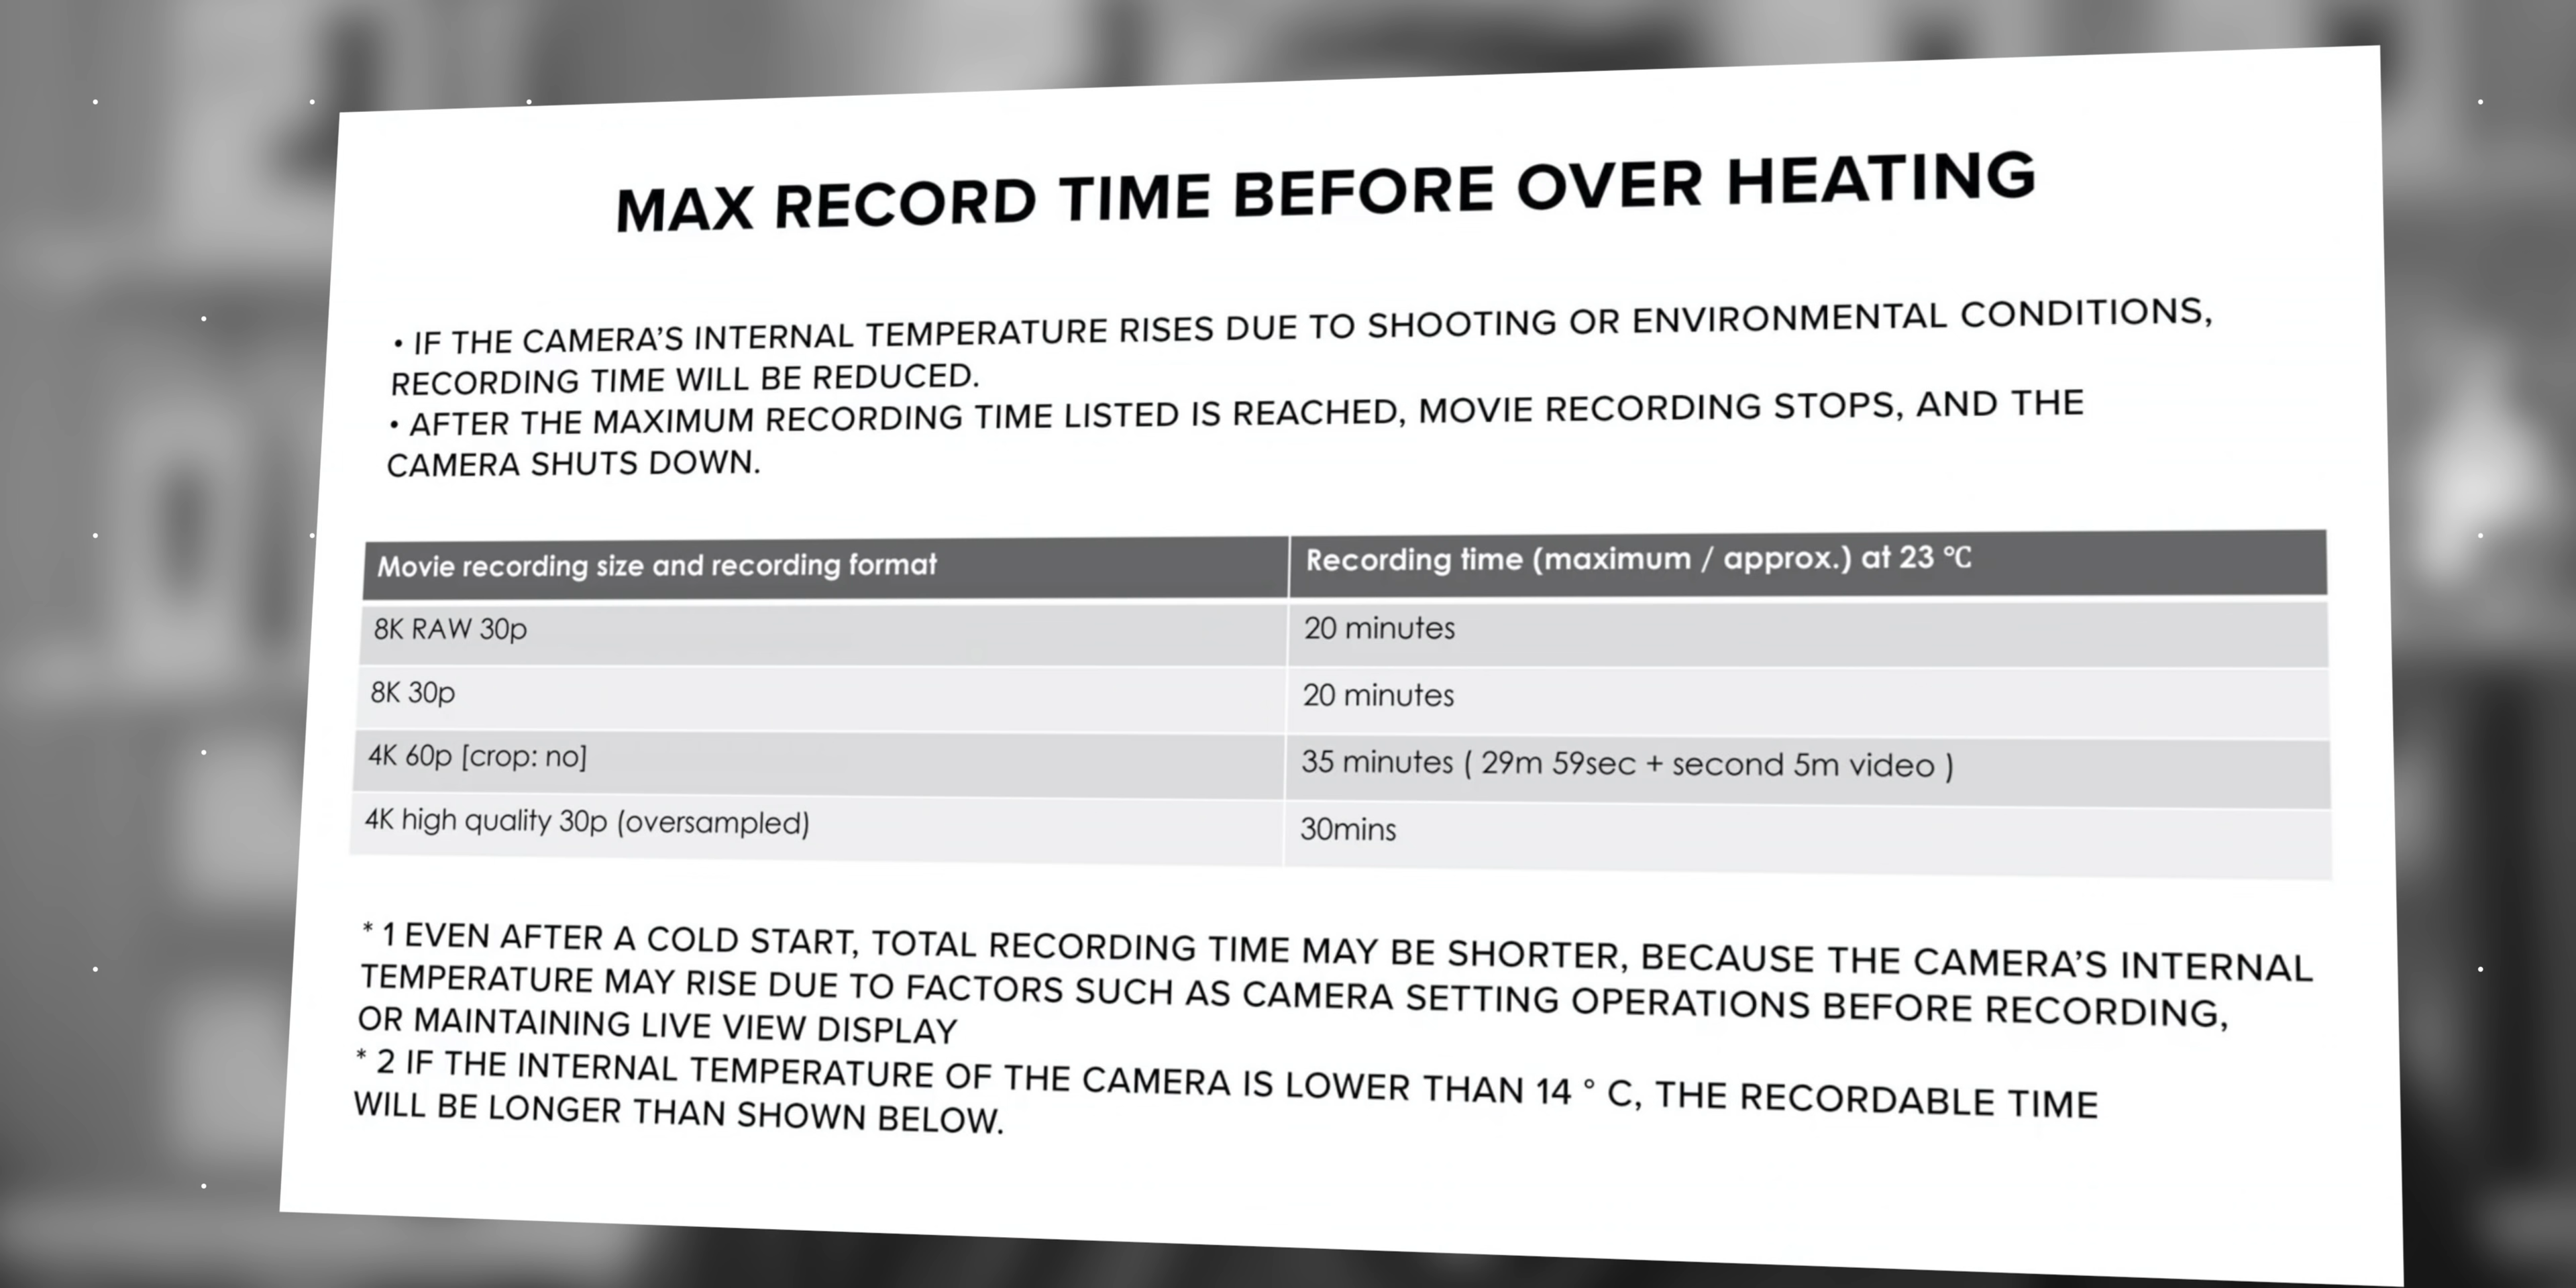 MAX RECORD TIME BEFORE OVER HEATING
• IF THE CAMERA’S INTERNAL TEMPERATURE RISES DUE TO SHOOTING OR ENVIRONMENTAL CONDITIONS,
RECORDING TIME WILL BE REDUCED.
• AFTER THE MAXIMUM RECORDING TIME LISTED IS REACHED, MOVIE RECORDING STOPS, AND THE
CAMERA SHUTS DOWN.
Movie recording size and recording format Recording time (maximum / approx.) at 23 °C
8K RAW 30p 20 minutes
8K 30p 20 minutes
4K 60p [crop: no] 35 minutes ( 29m 59sec + second 5m video )
4K high quality 30p (oversampled) 30mins
* 1 EVEN AFTER A COLD START, TOTAL RECORDING TIME MAY BE SHORTER, BECAUSE THE CAMERA’S INTERNAL
TEMPERATURE MAY RISE DUE TO FACTORS SUCH AS CAMERA SETTING OPERATIONS BEFORE RECORDING,
OR MAINTAINING LIVE VIEW DISPLAY
* 2 IF THE INTERNAL TEMPERATURE OF THE CAMERA IS LOWER THAN 14 ° C, THE RECORDABLE TIME
WILL BE LONGER THAN SHOWN BELOW.